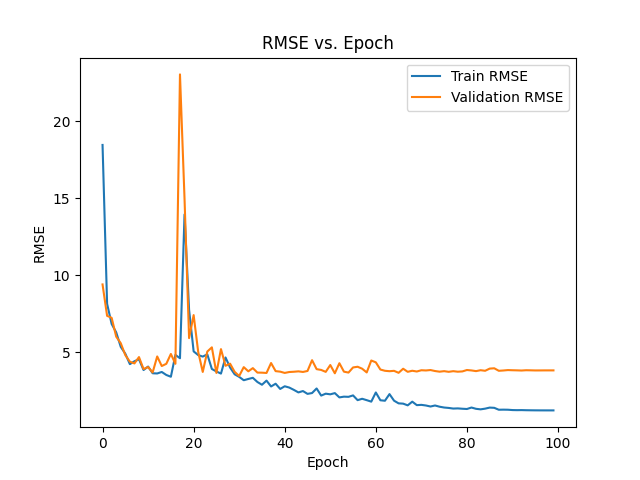 RMSE vs. Epoch
Train RMSE
Validation RMSE
20
15
10
5
RMSE
0 20 40 60 80 100
Epoch